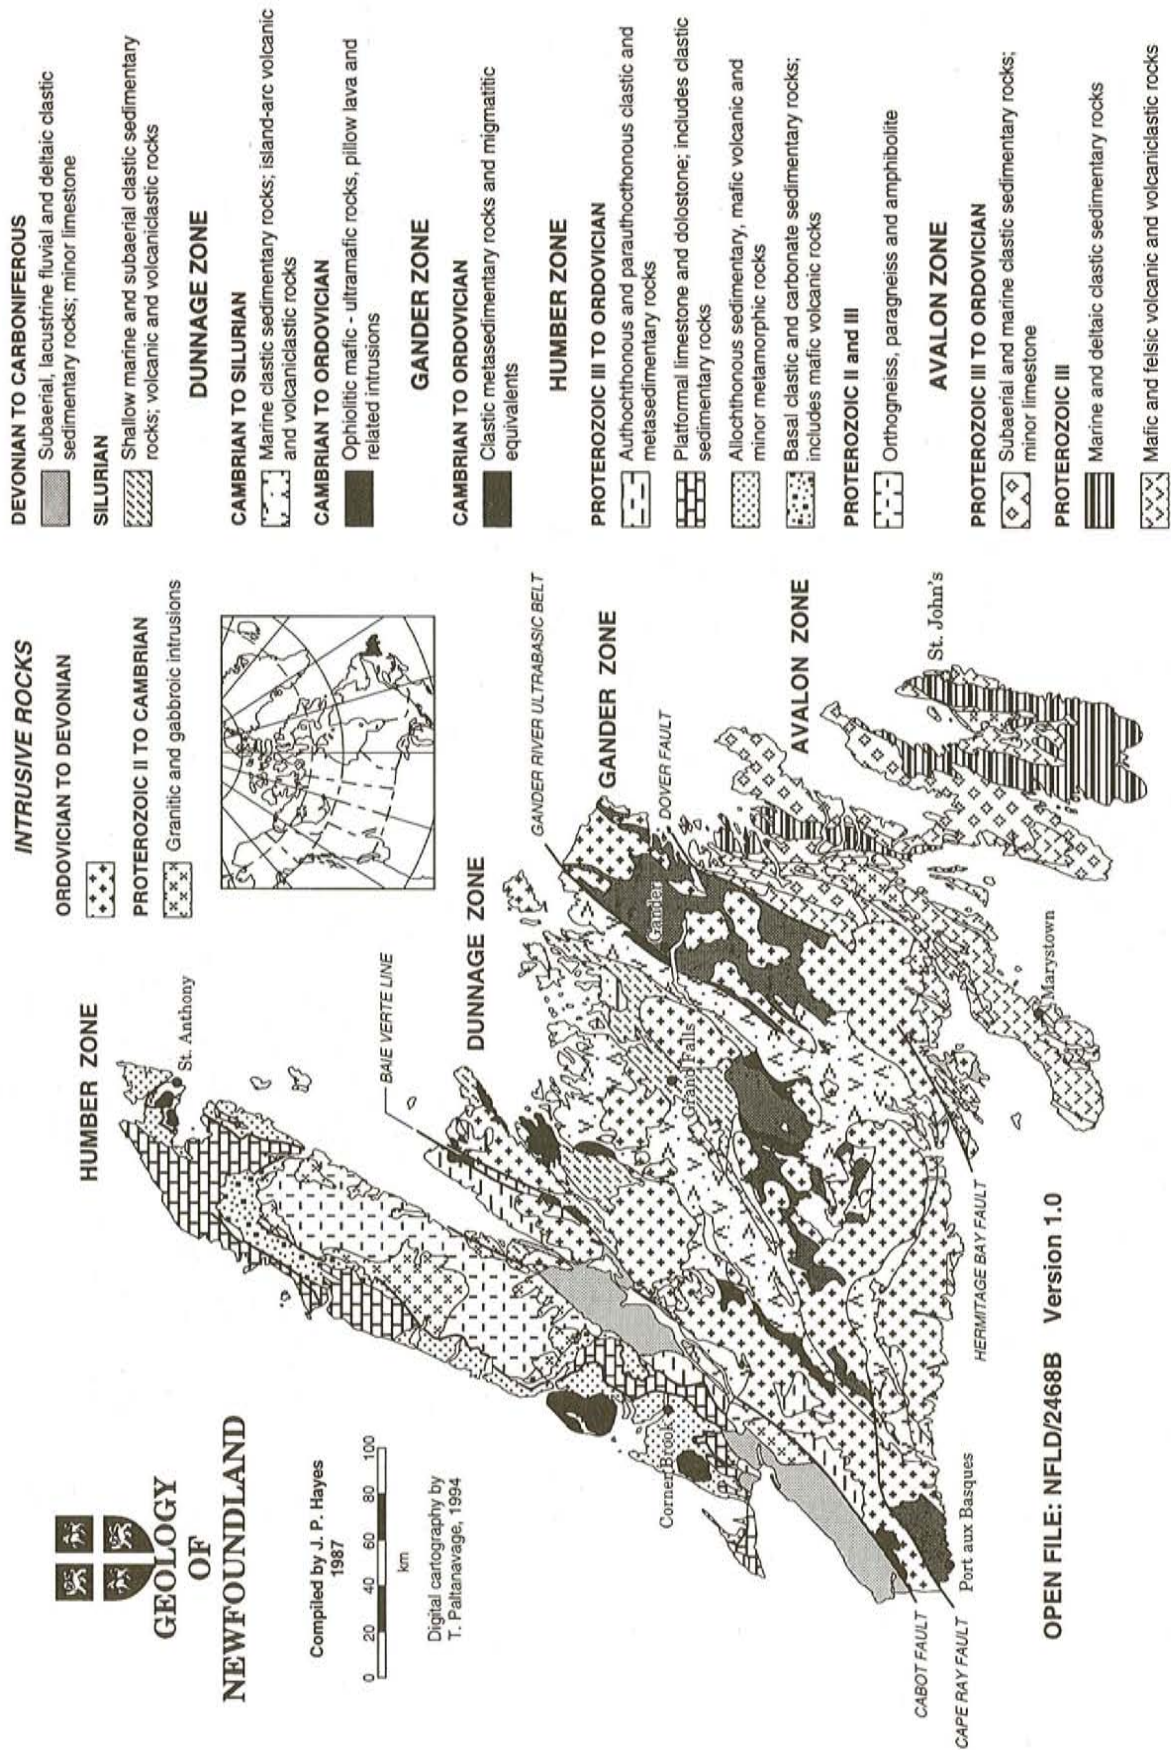 GEOLOGY
OF
NEWFOUNDLAND
Compiled by J. P. Hayes
1987
0 20 40 60 80 100
km
Digital cartography by
T. Paltanavage, 1994
HUMBER ZONE
St. Anthony
BAIE VERTE LINE
DUNNAGE ZONE
GANDER RIVER ULTRABASIC BELT
GANDER ZONE
DOVER FAULT
AVALON ZONE
St. John's
Gander
Grand Falls
Corner Brook
Marystown
HERMITAGE BAY FAULT
Port aux Basques
CABOT FAULT
CAPE RAY FAULT
OPEN FILE: NFLD/2468B Version 1.0
INTRUSIVE ROCKS
ORDOVICIAN TO DEVONIAN
PROTEROZOIC II TO CAMBRIAN
Granitic and gabbroic intrusions
DEVONIAN TO CARBONIFEROUS
Subaerial, lacustrine fluvial and deltaic clastic
sedimentary rocks; minor limestone
SILURIAN
Shallow marine and subaerial clastic sedimentary
rocks; volcanic and volcaniclastic rocks
DUNNAGE ZONE
CAMBRIAN TO SILURIAN
Marine clastic sedimentary rocks; island-arc volcanic
and volcaniclastic rocks
CAMBRIAN TO ORDOVICIAN
Ophiolitic mafic - ultramafic rocks, pillow lava and
related intrusions
GANDER ZONE
CAMBRIAN TO ORDOVICIAN
Clastic metasedimentary rocks and migmatitic
equivalents
HUMBER ZONE
PROTEROZOIC III TO ORDOVICIAN
Authochthonous and parauthocthonous clastic and
metasedimentary rocks
Platformal limestone and dolostone; includes clastic
sedimentary rocks
Allochthonous sedimentary, mafic volcanic and
minor metamorphic rocks
Basal clastic and carbonate sedimentary rocks;
includes mafic volcanic rocks
PROTEROZOIC II and III
Orthogneiss, paragneiss and amphibolite
AVALON ZONE
PROTEROZOIC III TO ORDOVICIAN
Subaerial and marine clastic sedimentary rocks;
minor limestone
PROTEROZOIC III
Marine and deltaic clastic sedimentary rocks
Mafic and felsic volcanic and volcaniclastic rocks